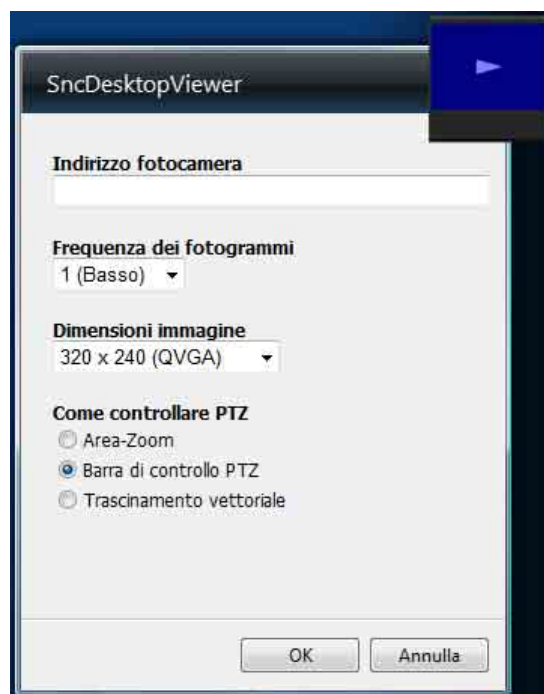 SncDesktopViewer
Indirizzo fotocamera
Frequenza dei fotogrammi
1 (Basso)
Dimensioni immagine
320 x 240 (QVGA)
Come controllare PTZ
Area-Zoom
Barra di controllo PTZ
Trascinamento vettoriale
OK Annulla